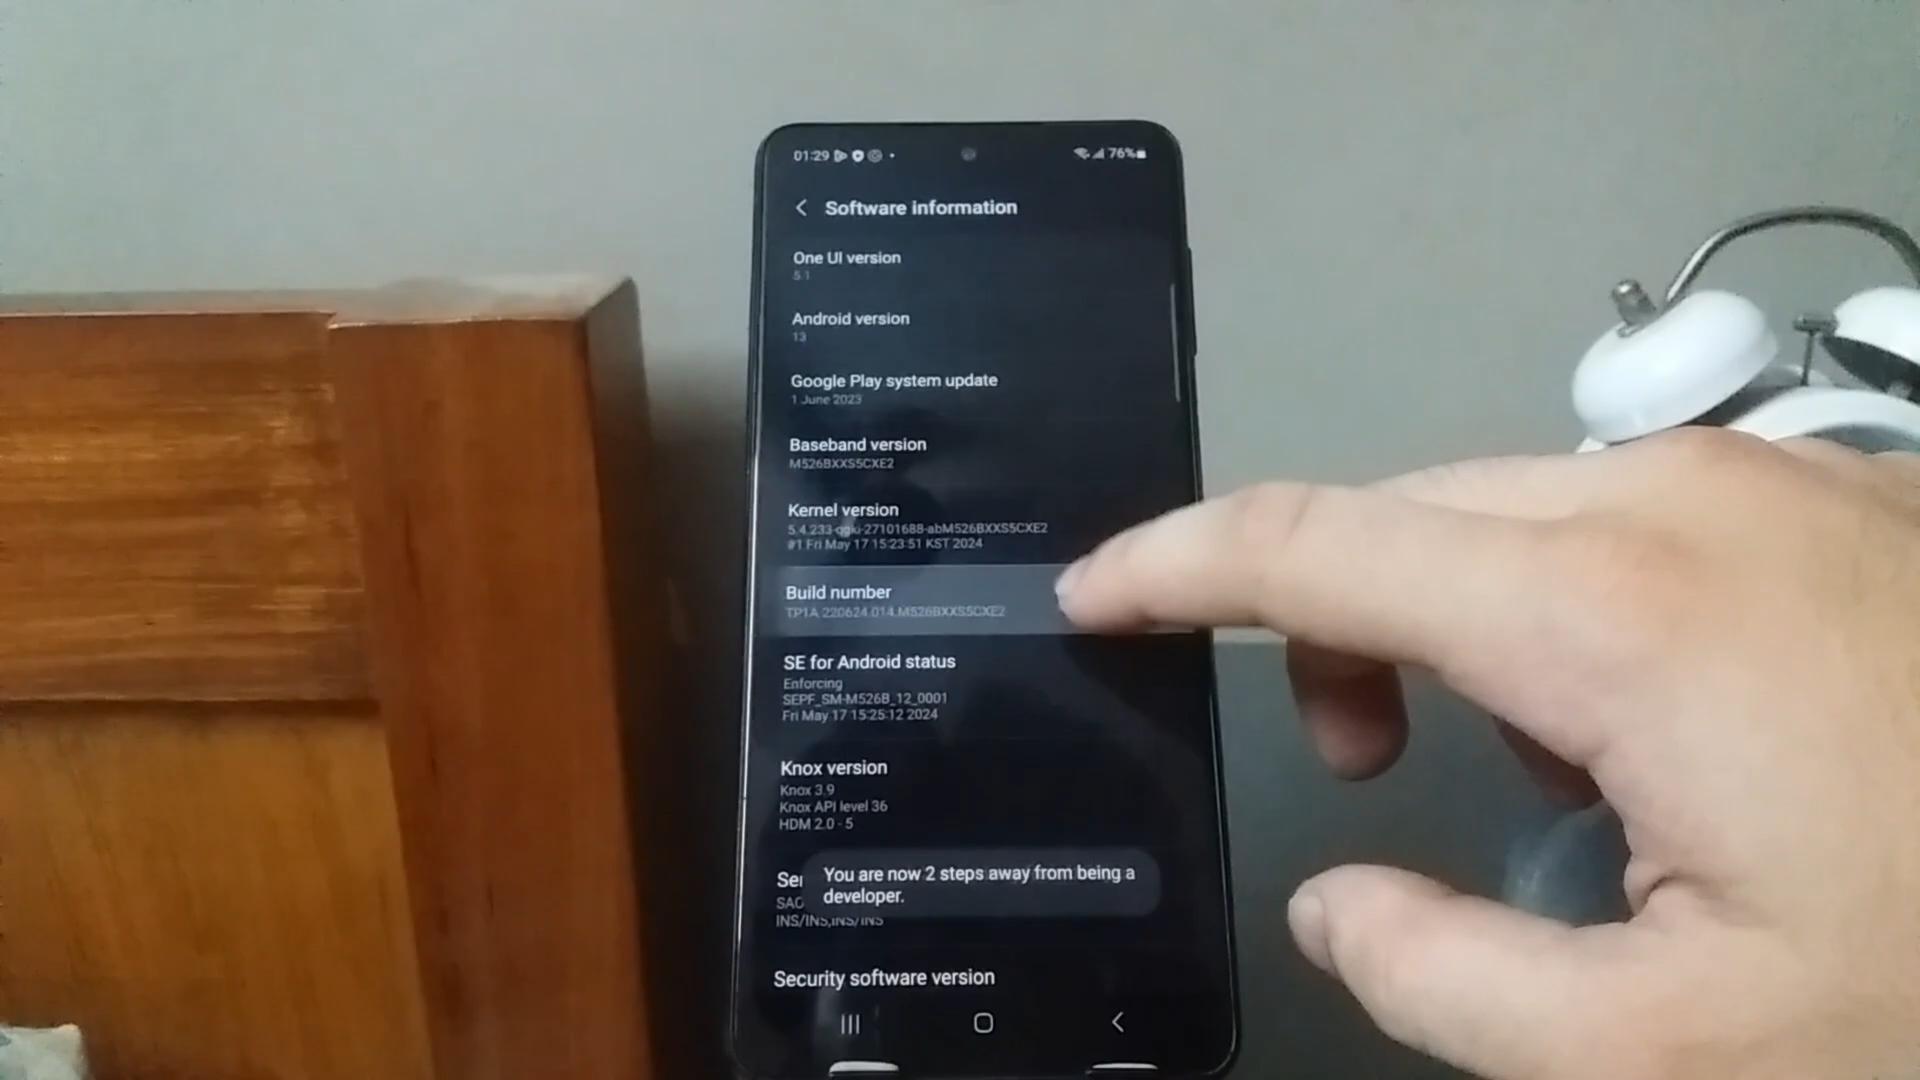 01:29 76%
Software information
One UI version
5.1
Android version
13
Google Play system update
1 June 2023
Baseband version
M526BXXS5CXE2
Kernel version
5.4.233-qgki-27101688-abM526BXXS5CXE2
#1 Fri May 17 15:23:51 KST 2024
Build number
TP1A.220624.014.M526BXXS5CXE2
SE for Android status
Enforcing
SEPF_SM-M526B_12_0001
Fri May 17 15:25:12 2024
Knox version
Knox 3.9
Knox API level 36
HDM 2.0 - 5
You are now 2 steps away from being a
developer.
INS/INS,INS/INS
Security software version